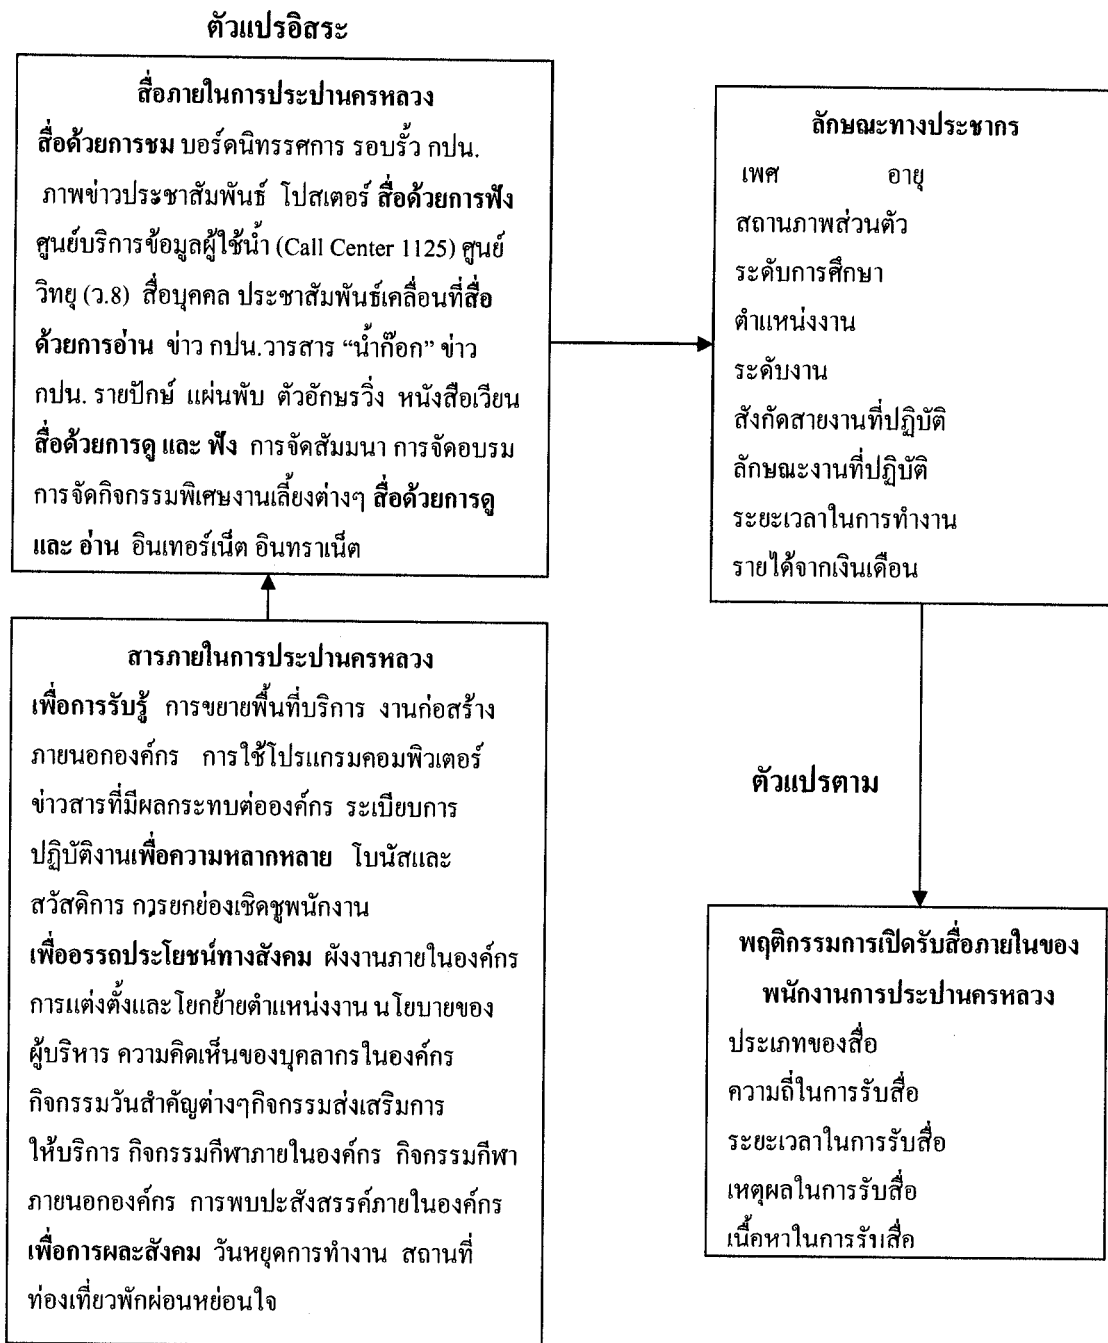 ตัวแปรอิสระ
สื่อภายในการประปานครหลวง
สื่อด้วยการชม บอร์ดนิทรรศการ รอบรั้ว กปน.
ภาพข่าวประชาสัมพันธ์ โปสเตอร์ สื่อด้วยการฟัง
ศูนย์บริการข้อมูลผู้ใช้น้ำ (Call Center 1125) ศูนย์
วิทยุ (ว.8) สื่อบุคคล ประชาสัมพันธ์เคลื่อนที่สื่อ
ด้วยการอ่าน ข่าว กปน.วารสาร “น้ำก๊อก” ข่าว
กปน. รายปักษ์ แผ่นพับ ตัวอักษรวิ่ง หนังสือเวียน
สื่อด้วยการดู และ ฟัง การจัดสัมมนา การจัดอบรม
การจัดกิจกรรมพิเศษงานเลี้ยงต่างๆ สื่อด้วยการดู
และ อ่าน อินเทอร์เน็ต อินทราเน็ต
สารภายในการประปานครหลวง
เพื่อการรับรู้ การขยายพื้นที่บริการ งานก่อสร้าง
ภายนอกองค์กร การใช้โปรแกรมคอมพิวเตอร์
ข่าวสารที่มีผลกระทบต่อองค์กร ระเบียบการ
ปฏิบัติงานเพื่อความหลากหลาย โบนัสและ
สวัสดิการ การยกย่องเชิดชูพนักงาน
เพื่ออรรถประโยชน์ทางสังคม ผังงานภายในองค์กร
การแต่งตั้งและโยกย้ายตำแหน่งงาน นโยบายของ
ผู้บริหาร ความคิดเห็นของบุคลากรในองค์กร
กิจกรรมวันสำคัญต่างๆกิจกรรมส่งเสริมการ
ให้บริการ กิจกรรมกีฬาภายในองค์กร กิจกรรมกีฬา
ภายนอกองค์กร การพบปะสังสรรค์ภายในองค์กร
เพื่อการผละสังคม วันหยุดการทำงาน สถานที่
ท่องเที่ยวพักผ่อนหย่อนใจ
ลักษณะทางประชากร
เพศ อายุ
สถานภาพส่วนตัว
ระดับการศึกษา
ตำแหน่งงาน
ระดับงาน
สังกัดสายงานที่ปฏิบัติ
ลักษณะงานที่ปฏิบัติ
ระยะเวลาในการทำงาน
รายได้จากเงินเดือน
ตัวแปรตาม
พฤติกรรมการเปิดรับสื่อภายในของ
พนักงานการประปานครหลวง
ประเภทของสื่อ
ความถี่ในการรับสื่อ
ระยะเวลาในการรับสื่อ
เหตุผลในการรับสื่อ
เนื้อหาในการรับสื่อ